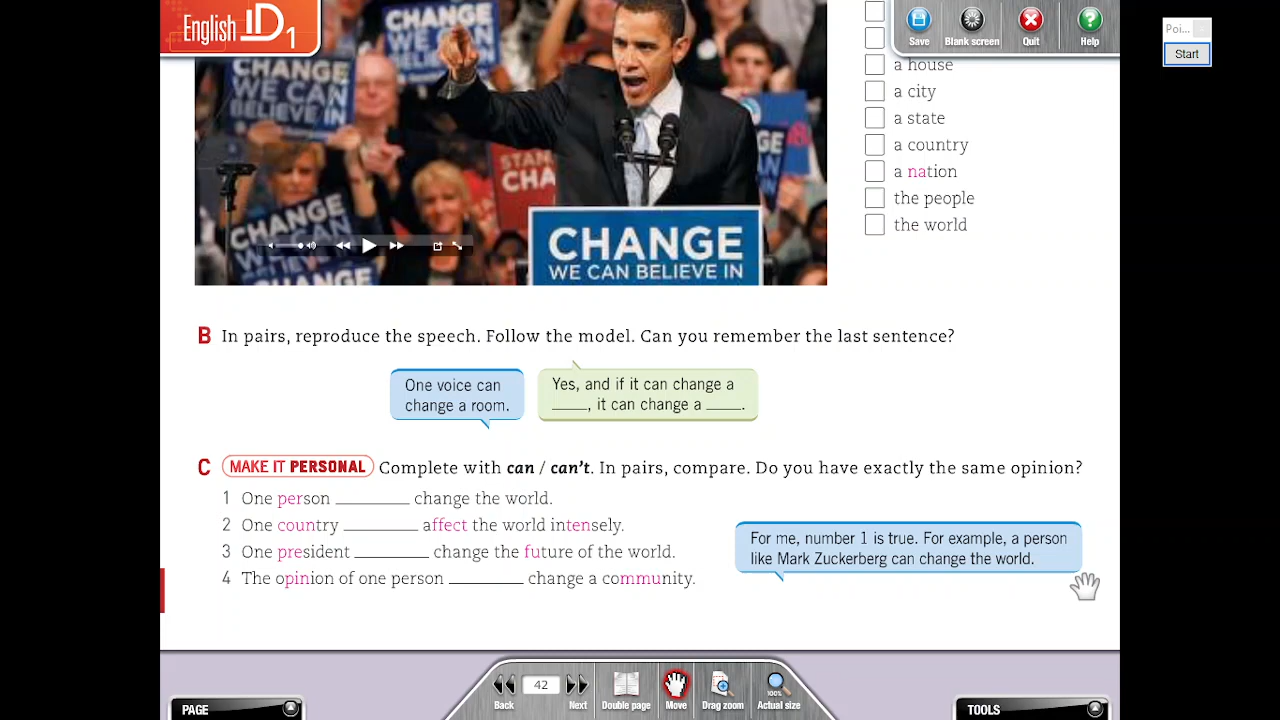 English ID 1
CHANGE
CHANGE
WE CAN
BELIEVE IN
STAN
CHA
CHANGE
WE CAN
CHANGE
WE CAN BELIEVE IN
Save
Blank screen
Quit
Help
Poi...
Start
a house
a city
a state
a country
a nation
the people
the world
B In pairs, reproduce the speech. Follow the model. Can you remember the last sentence?
One voice can
change a room.
Yes, and if it can change a
_____, it can change a _____.
C MAKE IT PERSONAL Complete with can / can't. In pairs, compare. Do you have exactly the same opinion?
1 One person _________ change the world.
2 One country _________ affect the world intensely.
3 One president _________ change the future of the world.
4 The opinion of one person _________ change a community.
For me, number 1 is true. For example, a person
like Mark Zuckerberg can change the world.
Back
42
Next
Double page
Move
Drag zoom
100%
Actual size
PAGE
TOOLS